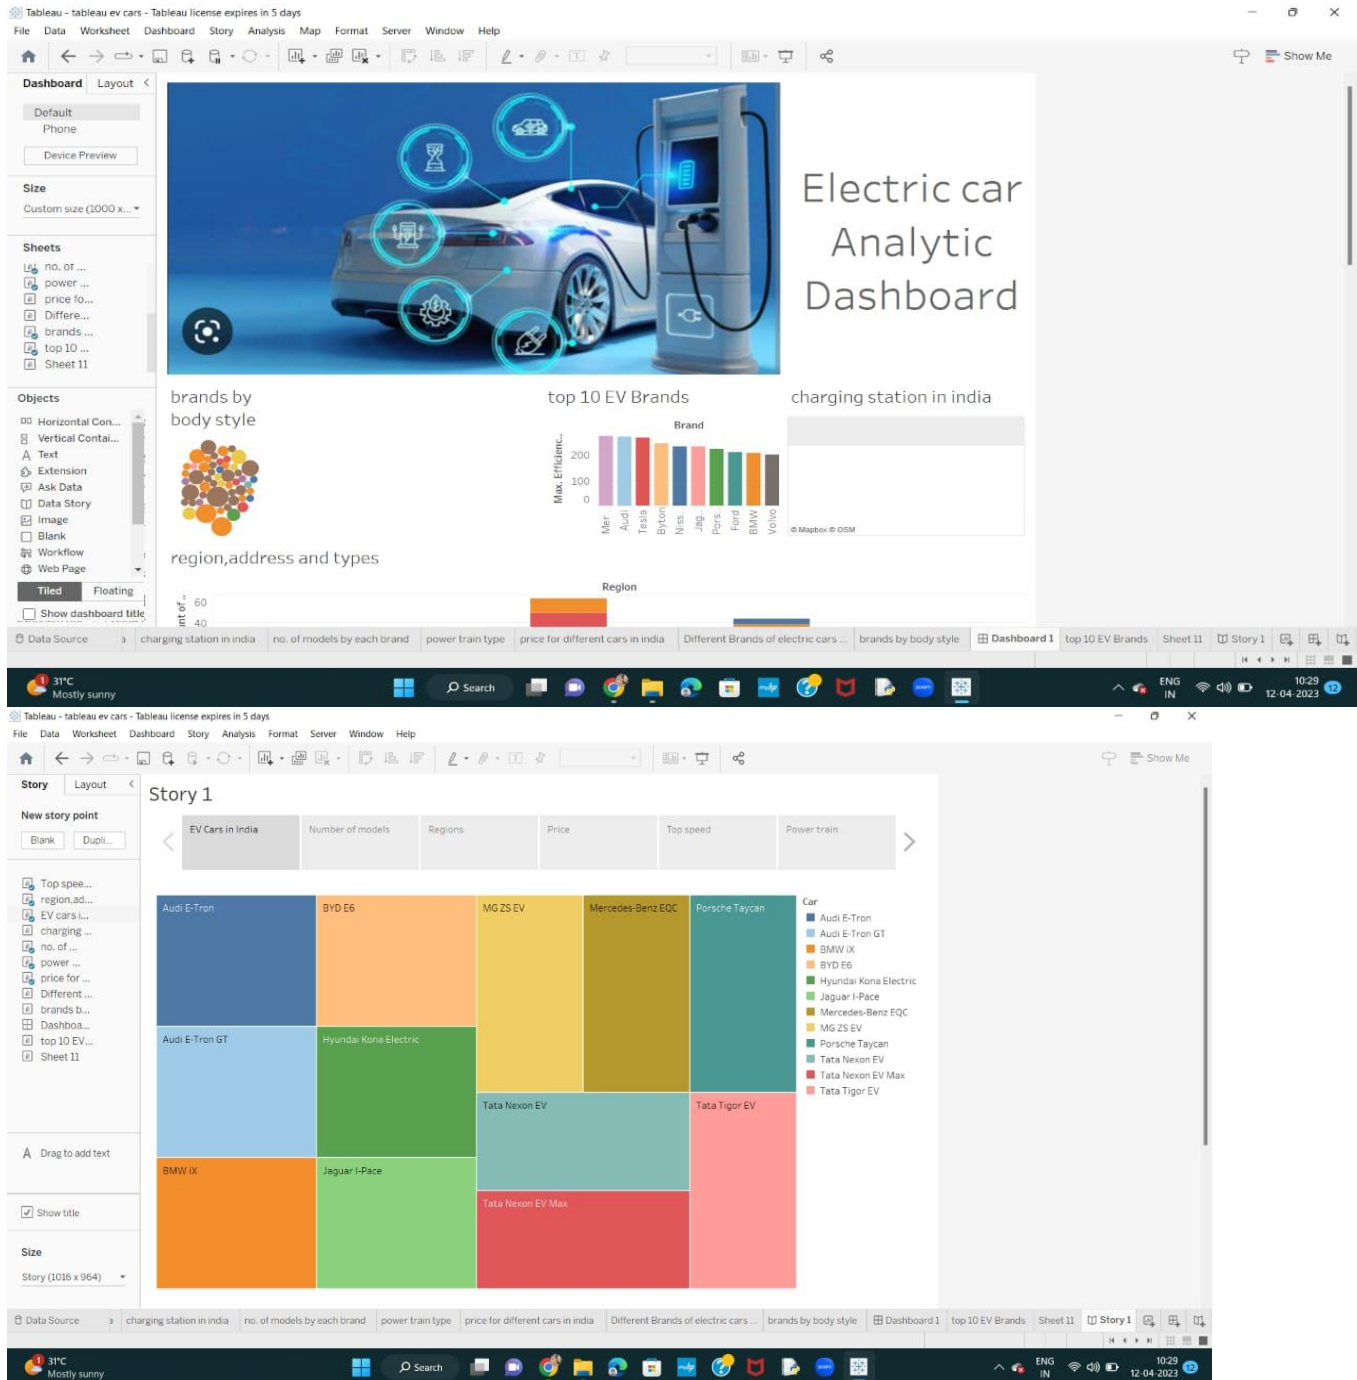 Tableau - tableau ev cars - Tableau license expires in 5 days
File Data Worksheet Dashboard Story Analysis Map Format Server Window Help
Show Me
Dashboard Layout <
Default
Phone
Device Preview
Size
Custom size (1000 x...
Sheets
no. of ...
power ...
price fo...
Differe...
brands ...
top 10 ...
Sheet 11
Objects
Horizontal Con...
Vertical Contai...
A Text
Extension
Ask Data
Data Story
Image
Blank
Workflow
Web Page
Tiled Floating
Show dashboard title
Electric car
Analytic
Dashboard
brands by
body style
top 10 EV Brands
Brand
Max. Efficienc..
200
100
0
Mer
Audi
Tesla
Byton
Niss.
Jag.
Pors.
Ford
BMW
Volvo
charging station in india
© Mapbox © OSM
region,address and types
Region
60
40
Data Source charging station in india no. of models by each brand power train type price for different cars in india Different Brands of electric cars ... brands by body style Dashboard 1 top 10 EV Brands Sheet 11 Story 1
1 31°C
Mostly sunny
Search
zoom
ENG
IN
10:29
12-04-2023
12
Tableau - tableau ev cars - Tableau license expires in 5 days
File Data Worksheet Dashboard Story Analysis Format Server Window Help
Show Me
Story Layout <
New story point
Blank Dupli...
Top spee...
region,ad...
EV cars i...
charging ...
no. of ...
power ...
price for ...
Different ...
brands b...
Dashboa...
top 10 EV...
Sheet 11
A Drag to add text
Show title
Size
Story (1016 x 964)
Story 1
EV Cars in India Number of models Regions Price Top speed Power train
Audi E-Tron
BYD E6
MG ZS EV
Mercedes-Benz EQC
Porsche Taycan
Audi E-Tron GT
Hyundai Kona Electric
Tata Nexon EV
Tata Tigor EV
BMW iX
Jaguar I-Pace
Tata Nexon EV Max
Car
Audi E-Tron
Audi E-Tron GT
BMW iX
BYD E6
Hyundai Kona Electric
Jaguar I-Pace
Mercedes-Benz EQC
MG ZS EV
Porsche Taycan
Tata Nexon EV
Tata Nexon EV Max
Tata Tigor EV
Data Source charging station in india no. of models by each brand power train type price for different cars in india Different Brands of electric cars ... brands by body style Dashboard 1 top 10 EV Brands Sheet 11 Story 1
1 31°C
Mostly sunny
Search
zoom
ENG
IN
10:29
12-04-2023
12